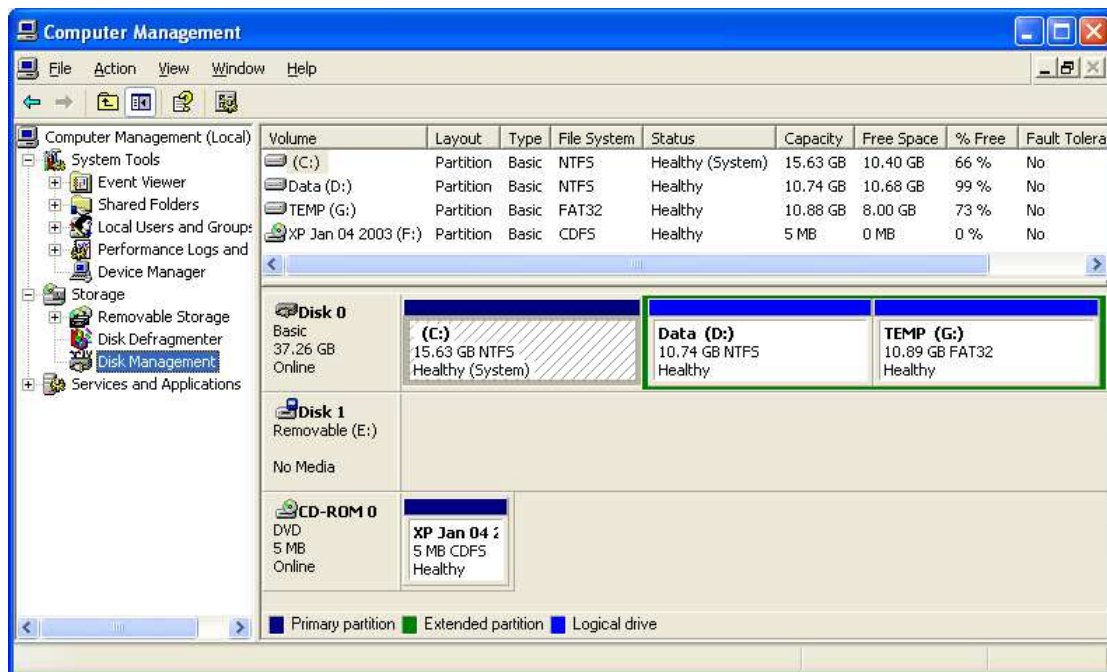 Computer Management
File Action View Window Help
Computer Management (Local)
System Tools
Event Viewer
Shared Folders
Local Users and Groups
Performance Logs and
Device Manager
Storage
Removable Storage
Disk Defragmenter
Disk Management
Services and Applications
Volume Layout Type File System Status Capacity Free Space % Free Fault Tolera
(C:) Partition Basic NTFS Healthy (System) 15.63 GB 10.40 GB 66 % No
Data (D:) Partition Basic NTFS Healthy 10.74 GB 10.68 GB 99 % No
TEMP (G:) Partition Basic FAT32 Healthy 10.88 GB 8.00 GB 73 % No
XP Jan 04 2003 (F:) Partition Basic CDFS Healthy 5 MB 0 MB 0 % No
Disk 0
Basic
37.26 GB
Online
(C:)
15.63 GB NTFS
Healthy (System)
Data (D:)
10.74 GB NTFS
Healthy
TEMP (G:)
10.89 GB FAT32
Healthy
Disk 1
Removable (E:)
No Media
CD-ROM 0
DVD
5 MB
Online
XP Jan 04 2
5 MB CDFS
Healthy
Primary partition Extended partition Logical drive